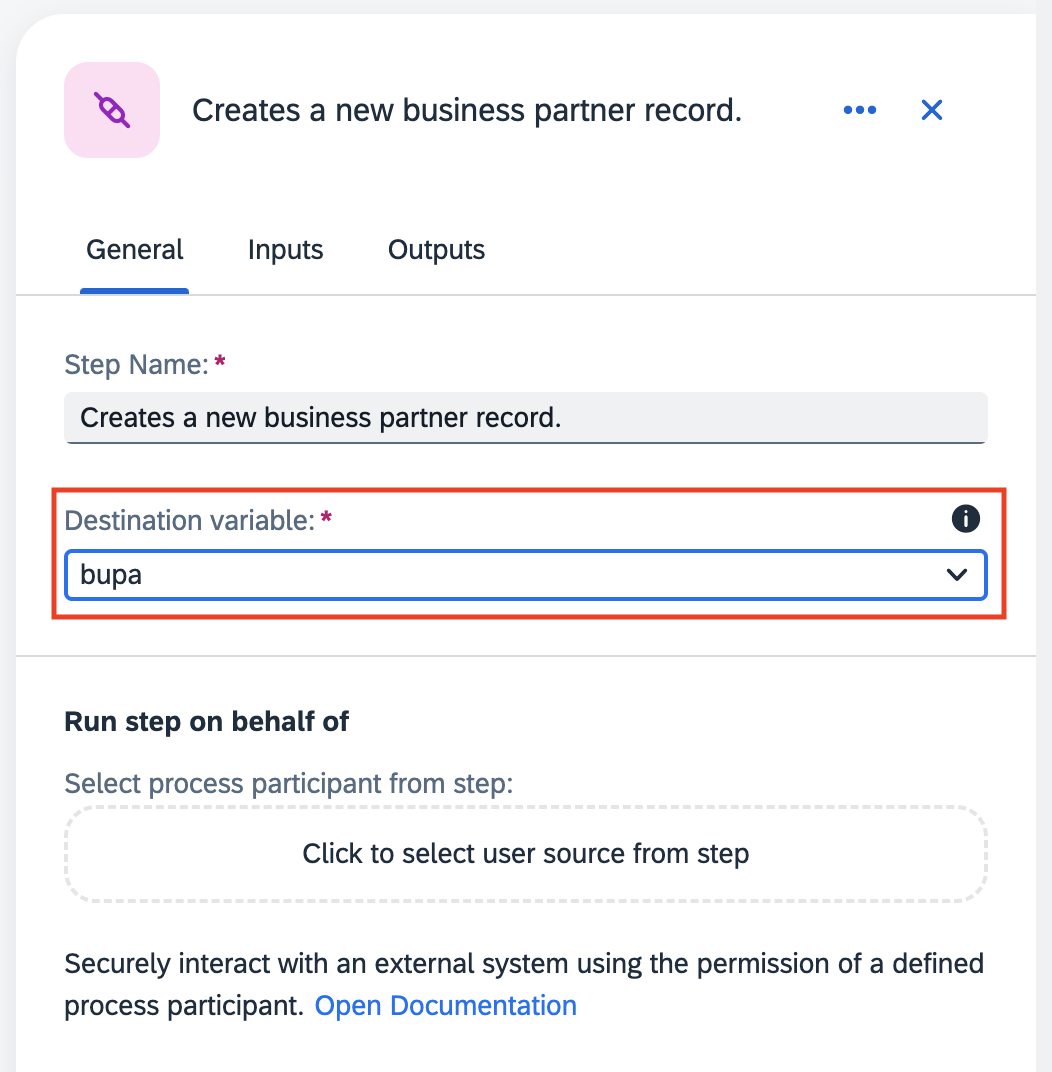 Creates a new business partner record.
General Inputs Outputs
Step Name: *
Creates a new business partner record.
Destination variable: *
bupa
Run step on behalf of
Select process participant from step:
Click to select user source from step
Securely interact with an external system using the permission of a defined
process participant. Open Documentation